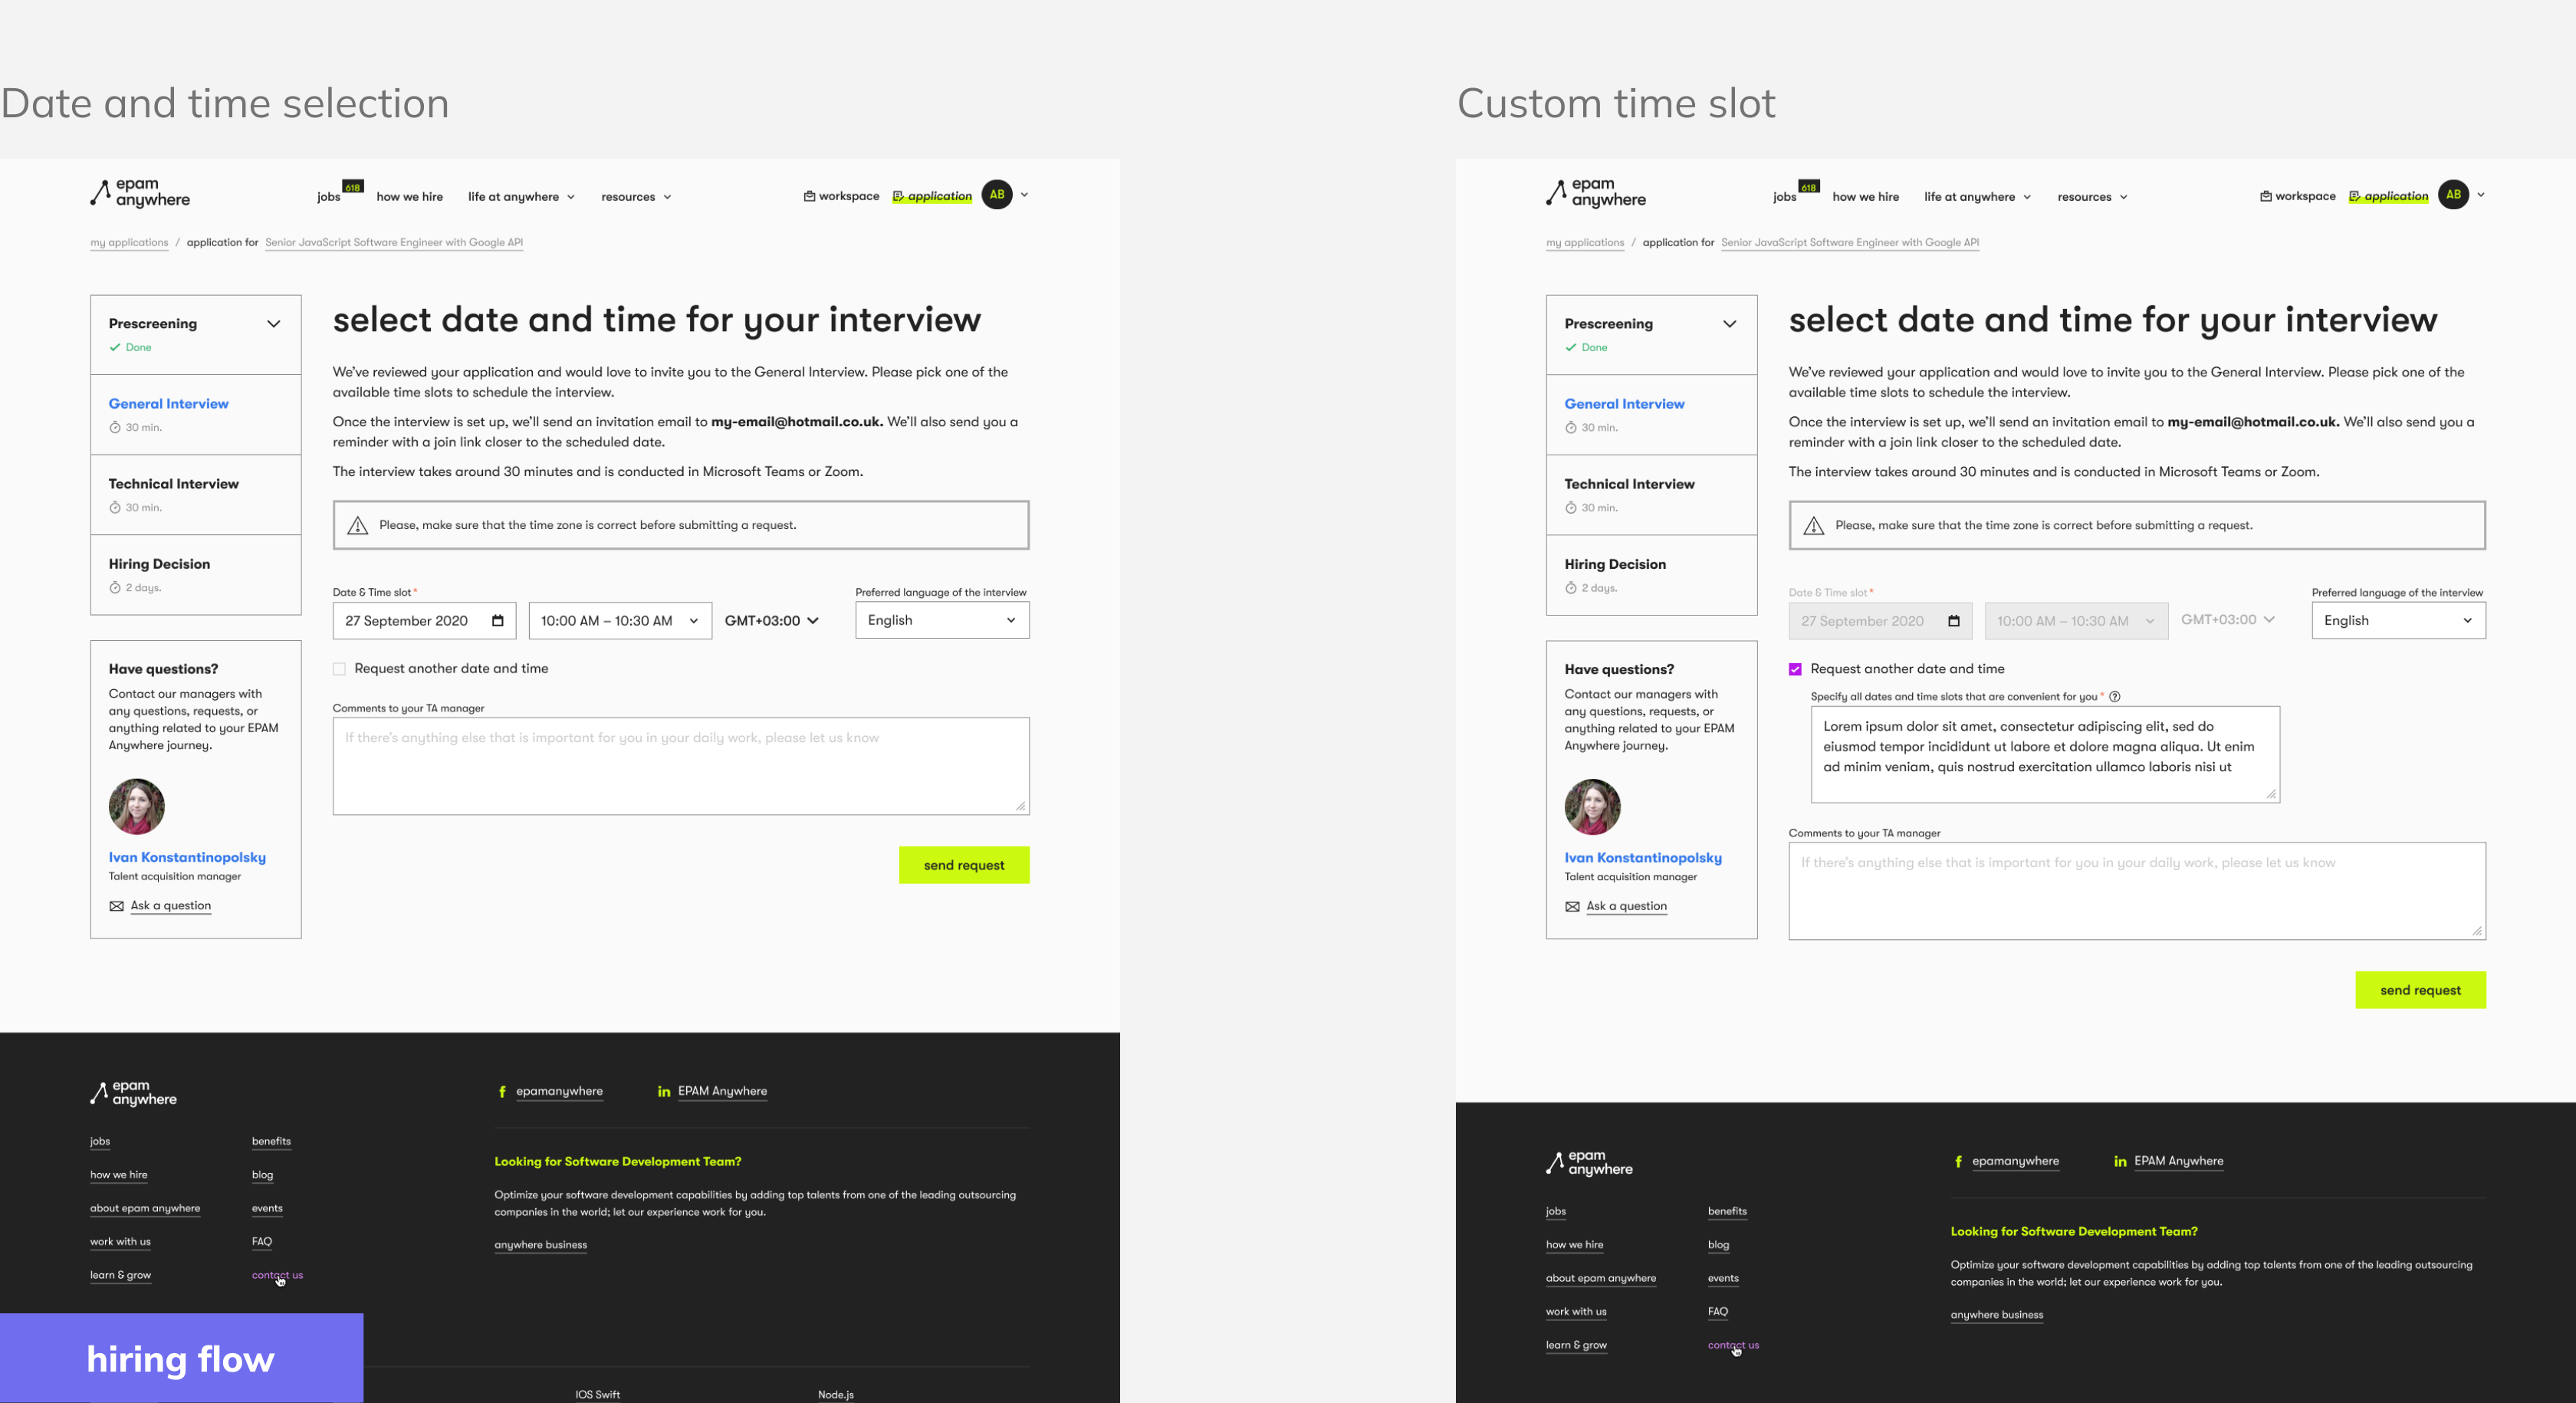 Date and time selection
epam
anywhere
jobs 618 how we hire life at anywhere resources workspace application AB
my applications / application for Senior JavaScript Software Engineer with Google API
Prescreening
Done
General Interview
30 min.
Technical Interview
30 min.
Hiring Decision
2 days.
Have questions?
Contact our managers with
any questions, requests, or
anything related to your EPAM
Anywhere journey.
Ivan Konstantinopolsky
Talent acquisition manager
Ask a question
select date and time for your interview
We've reviewed your application and would love to invite you to the General Interview. Please pick one of the
available time slots to schedule the interview.
Once the interview is set up, we'll send an invitation email to my-email@hotmail.co.uk. We'll also send you a
reminder with a join link closer to the scheduled date.
The interview takes around 30 minutes and is conducted in Microsoft Teams or Zoom.
Please, make sure that the time zone is correct before submitting a request.
Date & Time slot* Preferred language of the interview
27 September 2020 10:00 AM – 10:30 AM GMT+03:00 English
Request another date and time
Comments to your TA manager
If there's anything else that is important for you in your daily work, please let us know
send request
epam
anywhere
jobs
how we hire
about epam anywhere
work with us
learn & grow
benefits
blog
events
FAQ
contact us
epamanywhere EPAM Anywhere
Looking for Software Development Team?
Optimize your software development capabilities by adding top talents from one of the leading outsourcing
companies in the world; let our experience work for you.
anywhere business
hiring flow
IOS Swift Node.js
Custom time slot
epam
anywhere
jobs 618 how we hire life at anywhere resources workspace application AB
my applications / application for Senior JavaScript Software Engineer with Google API
Prescreening
Done
General Interview
30 min.
Technical Interview
30 min.
Hiring Decision
2 days.
Have questions?
Contact our managers with
any questions, requests, or
anything related to your EPAM
Anywhere journey.
Ivan Konstantinopolsky
Talent acquisition manager
Ask a question
select date and time for your interview
We've reviewed your application and would love to invite you to the General Interview. Please pick one of the
available time slots to schedule the interview.
Once the interview is set up, we'll send an invitation email to my-email@hotmail.co.uk. We'll also send you a
reminder with a join link closer to the scheduled date.
The interview takes around 30 minutes and is conducted in Microsoft Teams or Zoom.
Please, make sure that the time zone is correct before submitting a request.
Date & Time slot* Preferred language of the interview
27 September 2020 10:00 AM – 10:30 AM GMT+03:00 English
Request another date and time
Specify all dates and time slots that are convenient for you *
Lorem ipsum dolor sit amet, consectetur adipiscing elit, sed do
eiusmod tempor incididunt ut labore et dolore magna aliqua. Ut enim
ad minim veniam, quis nostrud exercitation ullamco laboris nisi ut
Comments to your TA manager
If there's anything else that is important for you in your daily work, please let us know
send request
epam
anywhere
jobs
how we hire
about epam anywhere
work with us
learn & grow
benefits
blog
events
FAQ
contact us
epamanywhere EPAM Anywhere
Looking for Software Development Team?
Optimize your software development capabilities by adding top talents from one of the leading outsourcing
companies in the world; let our experience work for you.
anywhere business